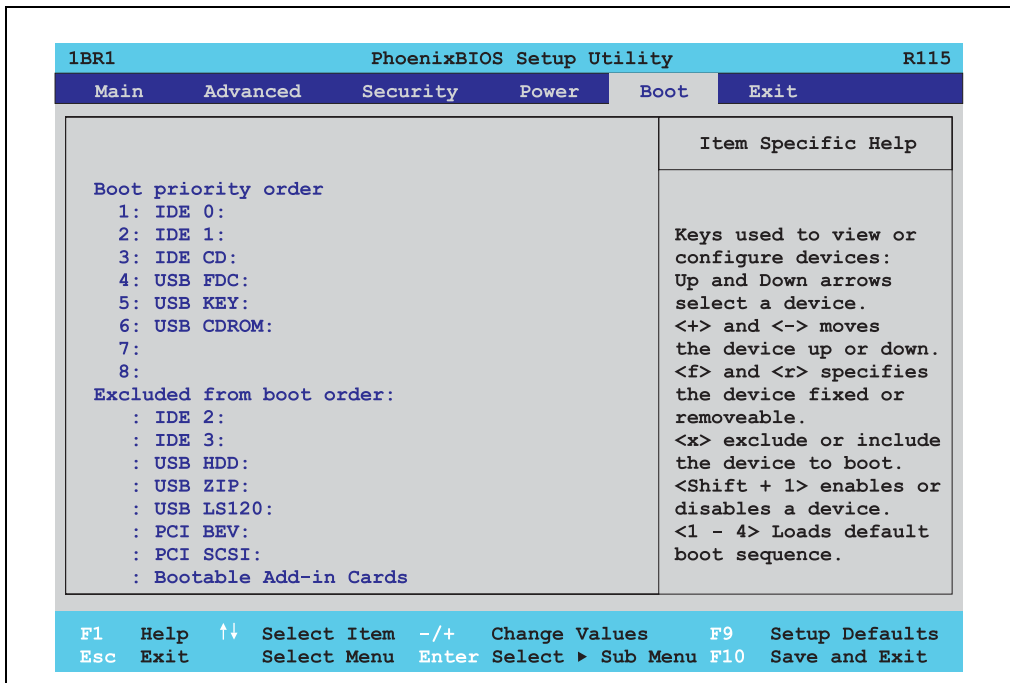 1BR1 PhoenixBIOS Setup Utility R115
Main Advanced Security Power Boot Exit
Item Specific Help
Boot priority order
1: IDE 0:
2: IDE 1:
3: IDE CD:
4: USB FDC:
5: USB KEY:
6: USB CDROM:
7:
8:
Excluded from boot order:
: IDE 2:
: IDE 3:
: USB HDD:
: USB ZIP:
: USB LS120:
: PCI BEV:
: PCI SCSI:
: Bootable Add-in Cards
Keys used to view or
configure devices:
Up and Down arrows
select a device.
<+> and <-> moves
the device up or down.
<f> and <r> specifies
the device fixed or
removeable.
<x> exclude or include
the device to boot.
<Shift + 1> enables or
disables a device.
<1 - 4> Loads default
boot sequence.
F1 Help ↑↓ Select Item -/+ Change Values F9 Setup Defaults
Esc Exit Select Menu Enter Select ▶ Sub Menu F10 Save and Exit